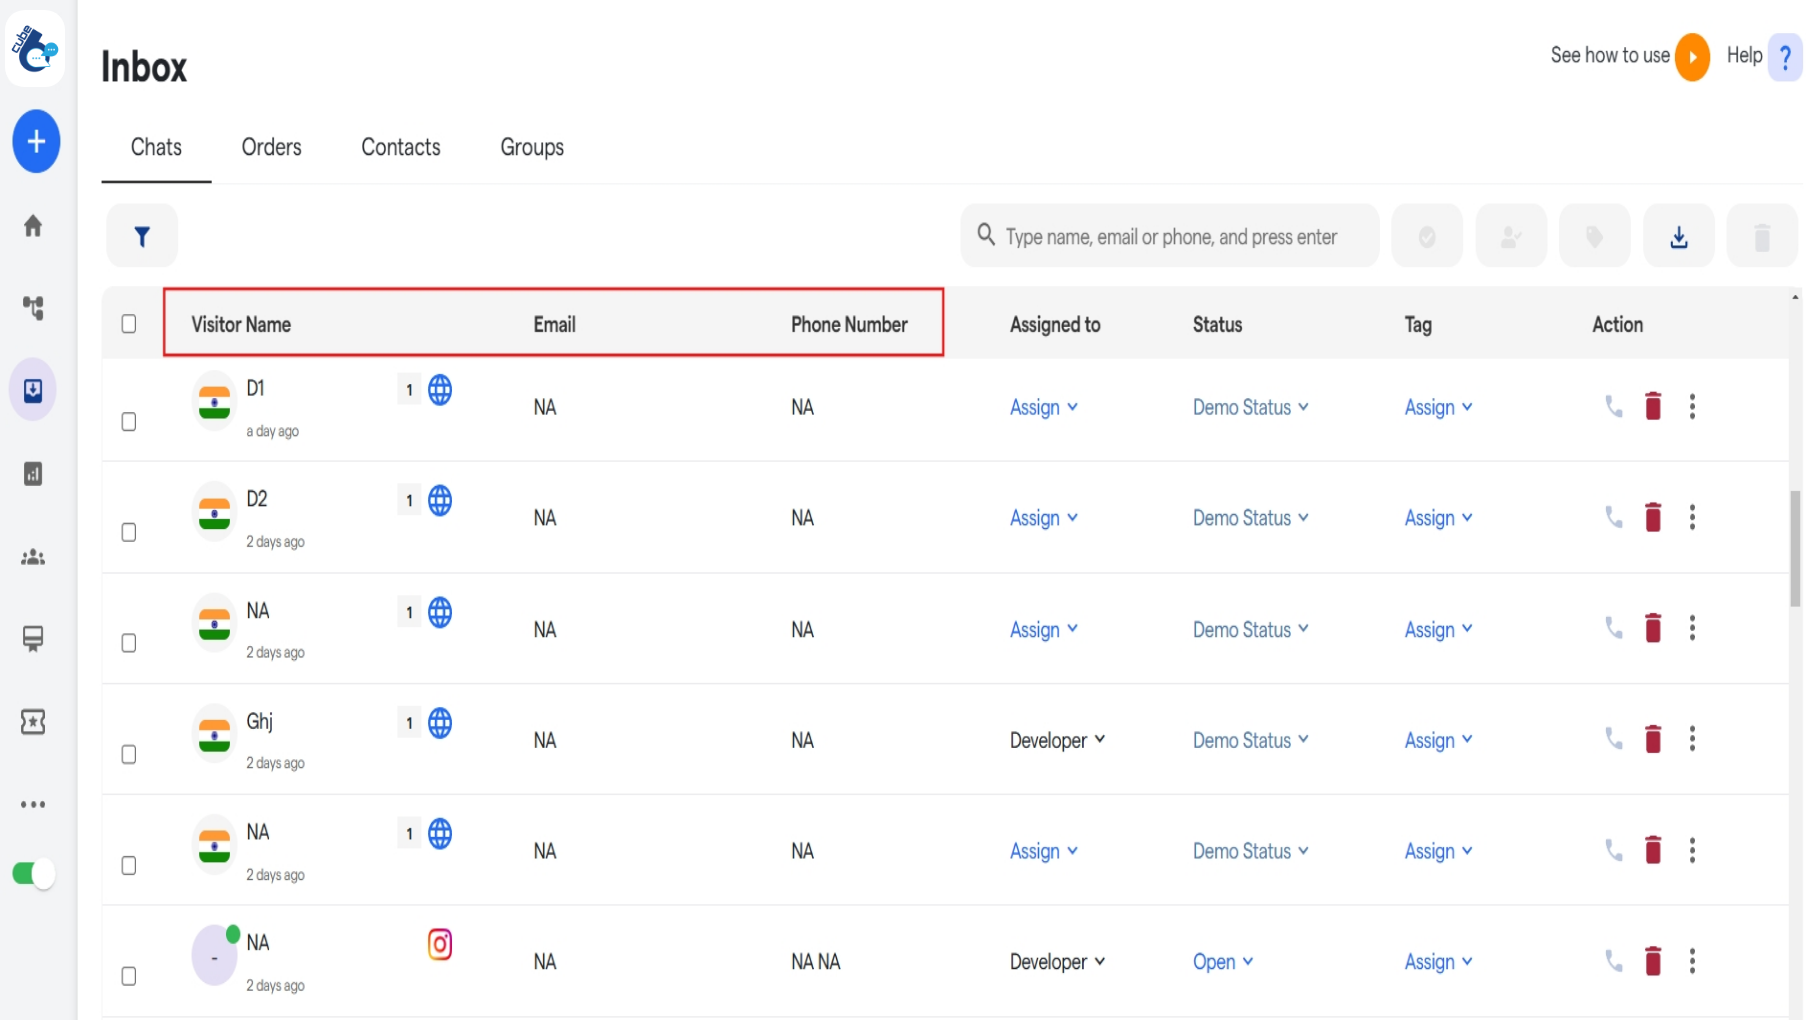 cube
Inbox
See how to use
Help ?
Chats Orders Contacts Groups
Type name, email or phone, and press enter
Visitor Name Email Phone Number Assigned to Status Tag Action
D1 1 NA NA Assign Demo Status Assign
a day ago
D2 1 NA NA Assign Demo Status Assign
2 days ago
NA 1 NA NA Assign Demo Status Assign
2 days ago
Ghj 1 NA NA Developer Demo Status Assign
2 days ago
NA 1 NA NA Assign Demo Status Assign
2 days ago
- NA NA NA NA Developer Open Assign
2 days ago